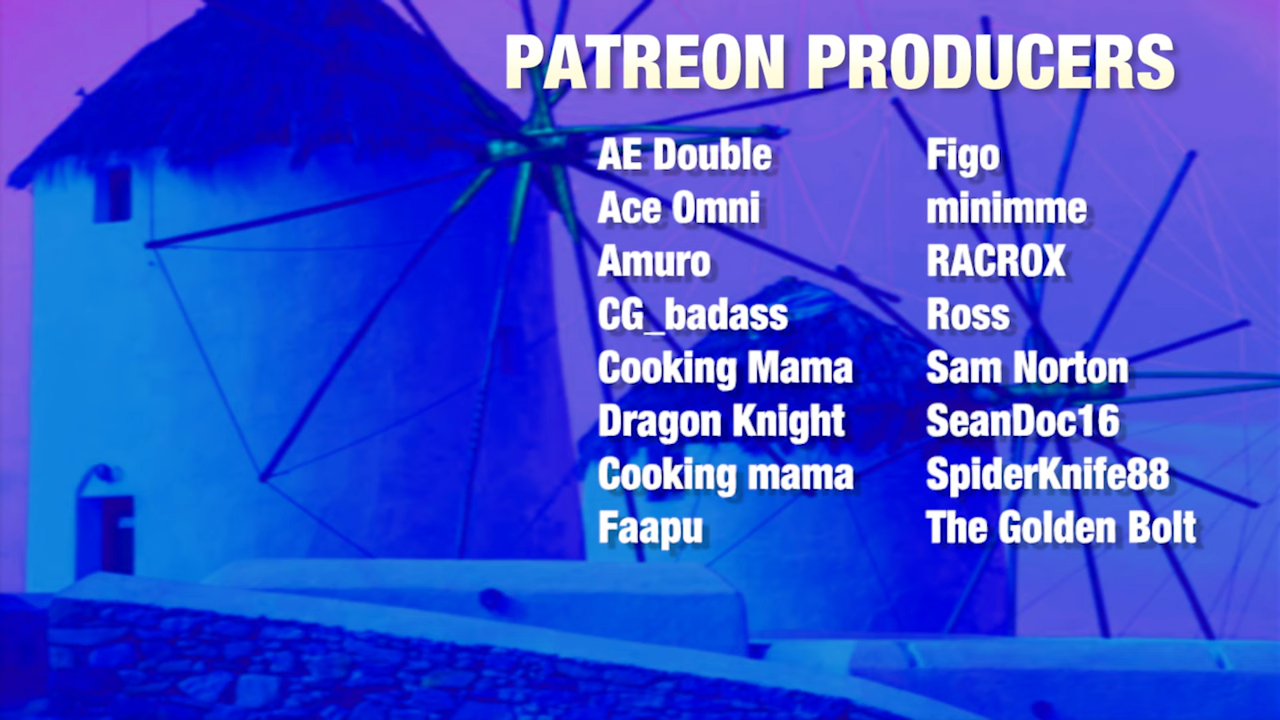 PATREON PRODUCERS
AE Double
Ace Omni
Amuro
CG_badass
Cooking Mama
Dragon Knight
Cooking mama
Faapu
Figo
minimme
RACROX
Ross
Sam Norton
SeanDoc16
SpiderKnife88
The Golden Bolt